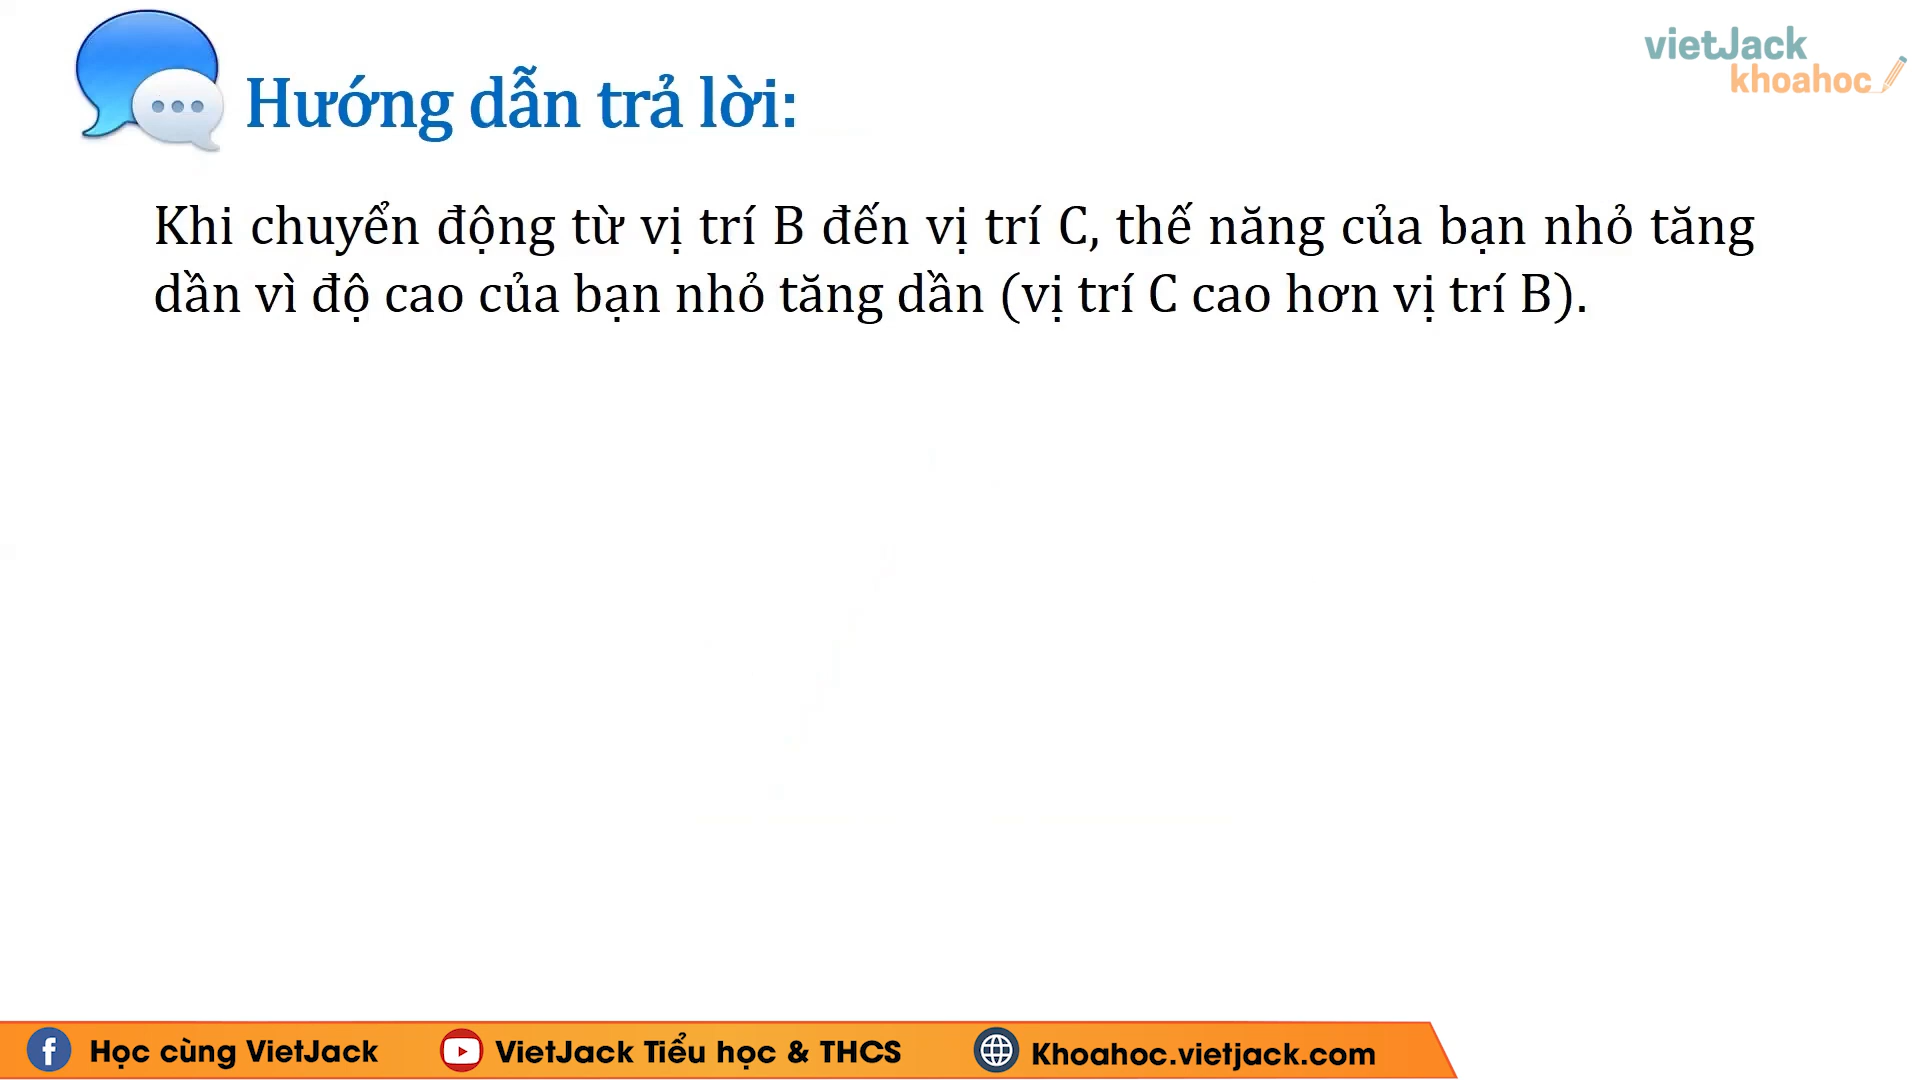 vietJack
khoahoc
Hướng dẫn trả lời:
Khi chuyển động từ vị trí B đến vị trí C, thế năng của bạn nhỏ tăng
dần vì độ cao của bạn nhỏ tăng dần (vị trí C cao hơn vị trí B).
Học cùng VietJack
VietJack Tiểu học & THCS
Khoahoc.vietjack.com